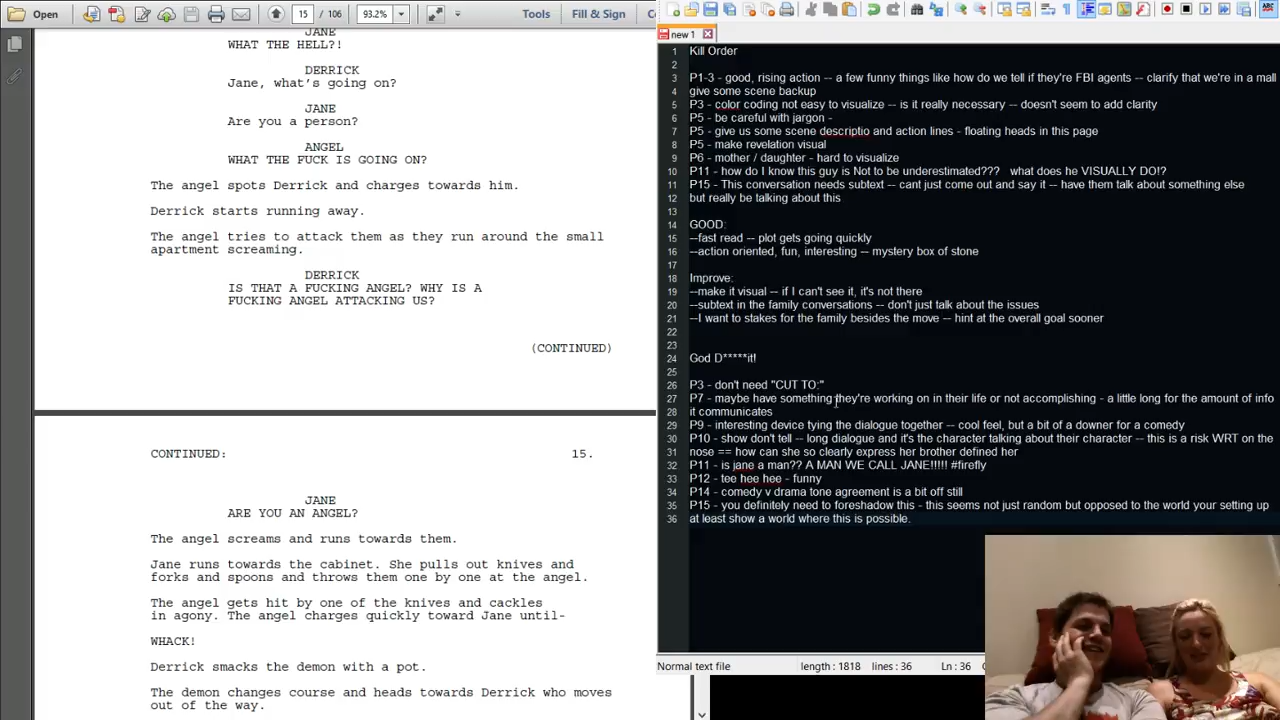 Open
15
/ 106
93.2%
Tools
Fill & Sign
JANE
WHAT THE HELL?!
DERRICK
Jane, what's going on?
JANE
Are you a person?
ANGEL
WHAT THE FUCK IS GOING ON?
The angel spots Derrick and charges towards him.
Derrick starts running away.
The angel tries to attack them as they run around the small
apartment screaming.
DERRICK
IS THAT A FUCKING ANGEL? WHY IS A
FUCKING ANGEL ATTACKING US?
(CONTINUED)
CONTINUED:
15.
JANE
ARE YOU AN ANGEL?
The angel screams and runs towards them.
Jane runs towards the cabinet. She pulls out knives and
forks and spoons and throws them one by one at the angel.
The angel gets hit by one of the knives and cackles
in agony. The angel charges quickly toward Jane until-
WHACK!
Derrick smacks the demon with a pot.
The demon changes course and heads towards Derrick who moves
out of the way.
new 1
1 Kill Order
2
3 P1-3 - good, rising action -- a few funny things like how do we tell if they're FBI agents -- clarify that we're in a mall
4 give some scene backup
5 P3 - color coding not easy to visualize -- is it really necessary -- doesn't seem to add clarity
6 P5 - be careful with jargon -
7 P5 - give us some scene descriptio and action lines - floating heads in this page
8 P5 - make revelation visual
9 P6 - mother / daughter - hard to visualize
10 P11 - how do I know this guy is Not to be underestimated??? what does he VISUALLY DO!?
11 P15 - This conversation needs subtext -- cant just come out and say it -- have them talk about something else
12 but really be talking about this
13
14 GOOD:
15 --fast read -- plot gets going quickly
16 --action oriented, fun, interesting -- mystery box of stone
17
18 Improve:
19 --make it visual -- if I can't see it, it's not there
20 --subtext in the family conversations -- don't just talk about the issues
21 --I want to stakes for the family besides the move -- hint at the overall goal sooner
22
23
24 God D*****it!
25
26 P3 - don't need "CUT TO:"
27 P7 - maybe have something they're working on in their life or not accomplishing - a little long for the amount of info
28 it communicates
29 P9 - interesting device tying the dialogue together -- cool feel, but a bit of a downer for a comedy
30 P10 - show don't tell -- long dialogue and it's the character talking about their character -- this is a risk WRT on the
31 nose == how can she so clearly express her brother defined her
32 P11 - is jane a man?? A MAN WE CALL JANE!!!!! #firefly
33 P12 - tee hee hee - funny
34 P14 - comedy v drama tone agreement is a bit off still
35 P15 - you definitely need to foreshadow this - this seems not just random but opposed to the world your setting up
36 at least show a world where this is possible.
Normal text file
length : 1818
lines : 36
Ln : 36